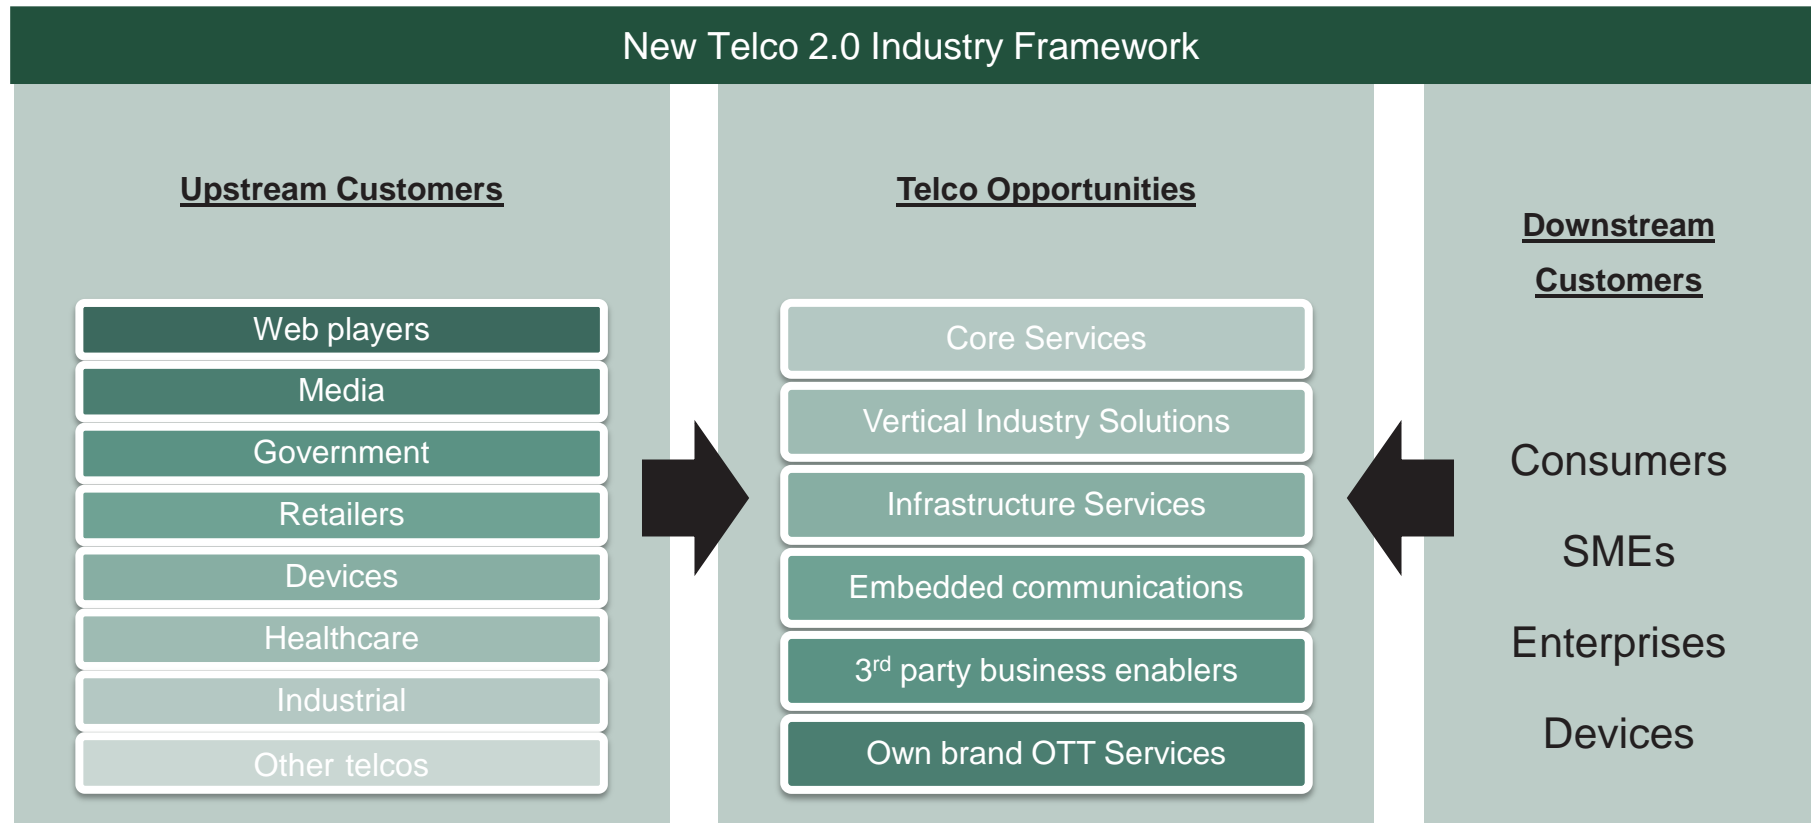 New Telco 2.0 Industry Framework
Upstream Customers
Web players
Media
Government
Retailers
Devices
Healthcare
Industrial
Other telcos
Telco Opportunities
Core Services
Vertical Industry Solutions
Infrastructure Services
Embedded communications
3rd party business enablers
Own brand OTT Services
Downstream
Customers
Consumers
SMEs
Enterprises
Devices